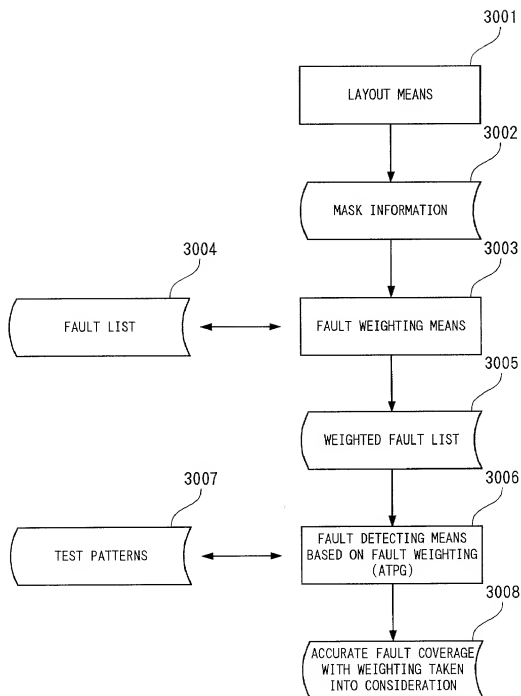 3001
LAYOUT MEANS
3002
MASK INFORMATION
3003
3004
FAULT LIST
FAULT WEIGHTING MEANS
3005
WEIGHTED FAULT LIST
3006
3007
TEST PATTERNS
FAULT DETECTING MEANS
BASED ON FAULT WEIGHTING
(ATPG)
3008
ACCURATE FAULT COVERAGE
WITH WEIGHTING TAKEN
INTO CONSIDERATION